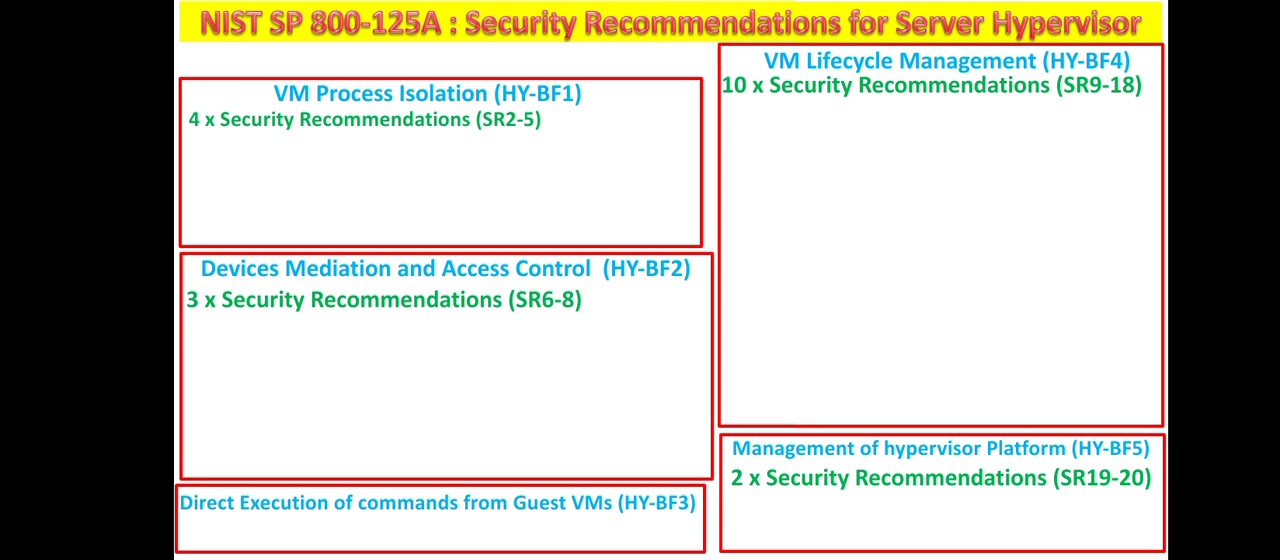 NIST SP 800-125A : Security Recommendations for Server Hypervisor
VM Process Isolation (HY-BF1)
4 x Security Recommendations (SR2-5)
Devices Mediation and Access Control (HY-BF2)
3 x Security Recommendations (SR6-8)
Direct Execution of commands from Guest VMs (HY-BF3)
VM Lifecycle Management (HY-BF4)
10 x Security Recommendations (SR9-18)
Management of hypervisor Platform (HY-BF5)
2 x Security Recommendations (SR19-20)